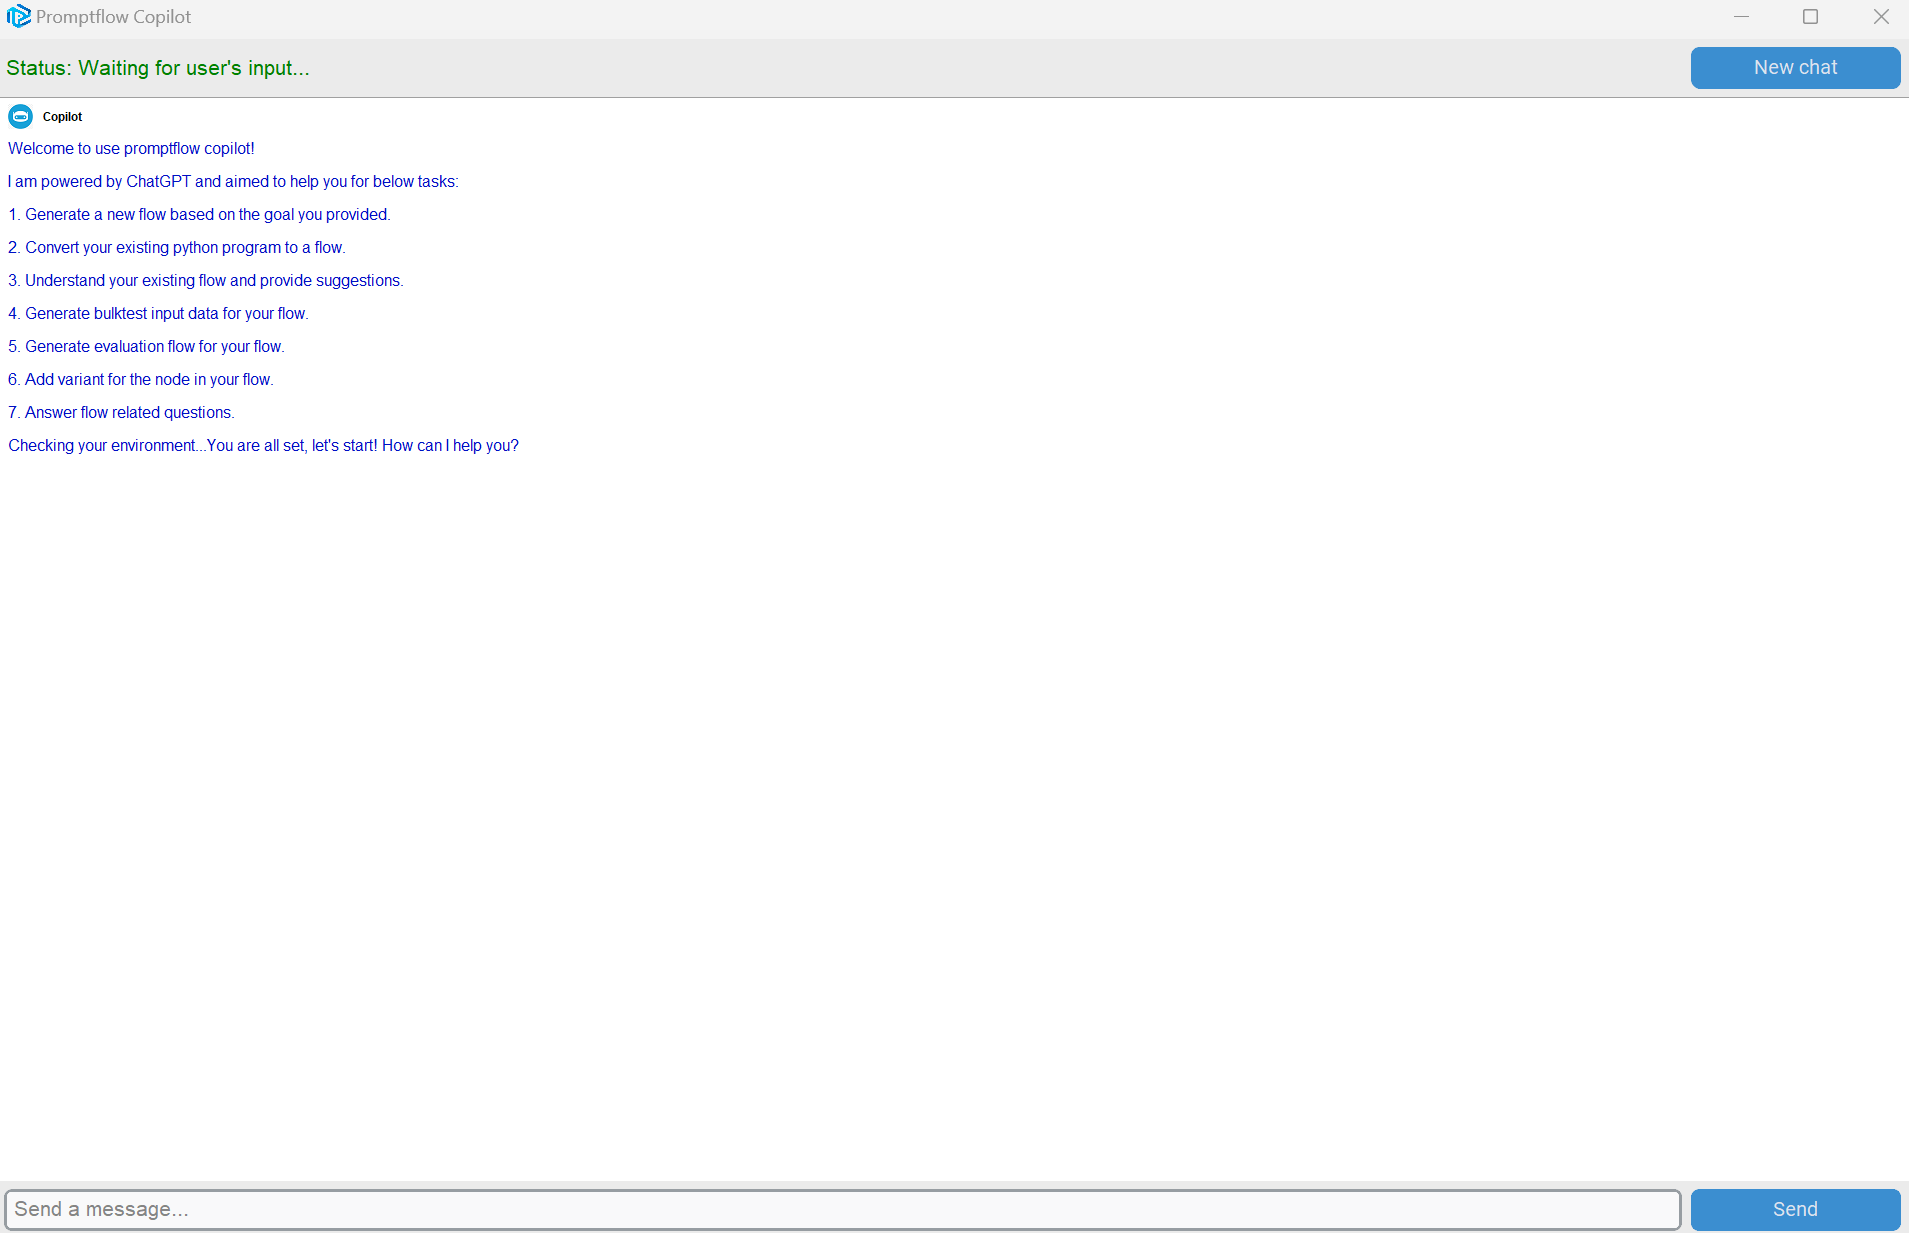 Promptflow Copilot
Status: Waiting for user's input...
New chat
Copilot
Welcome to use promptflow copilot!
I am powered by ChatGPT and aimed to help you for below tasks:
1. Generate a new flow based on the goal you provided.
2. Convert your existing python program to a flow.
3. Understand your existing flow and provide suggestions.
4. Generate bulktest input data for your flow.
5. Generate evaluation flow for your flow.
6. Add variant for the node in your flow.
7. Answer flow related questions.
Checking your environment...You are all set, let's start! How can I help you?
Send a message...
Send